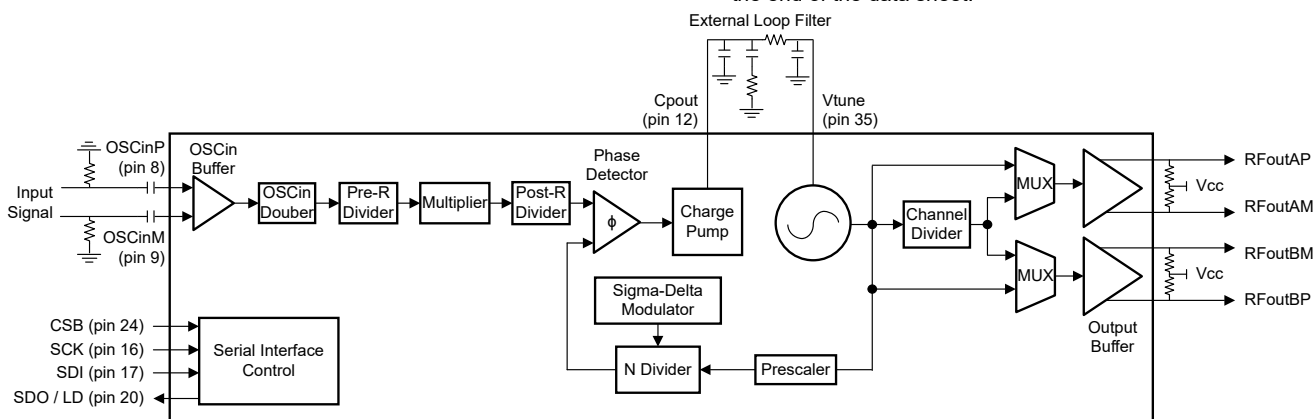 the end of the data sheet.
External Loop Filter
Cpout
(pin 12)
Vtune
(pin 35)
OSCinP
(pin 8)
OSCin
Buffer
Phase
Detector
Input
Signal
OSCin
Douber
Pre-R
Divider
Multiplier
Post-R
Divider
ϕ
Charge
Pump
Channel
Divider
MUX
MUX
RFoutAP
Vcc
RFoutAM
RFoutBM
Vcc
RFoutBP
OSCinM
(pin 9)
Sigma-Delta
Modulator
Output
Buffer
CSB (pin 24)
SCK (pin 16)
SDI (pin 17)
SDO / LD (pin 20)
Serial Interface
Control
N Divider
Prescaler